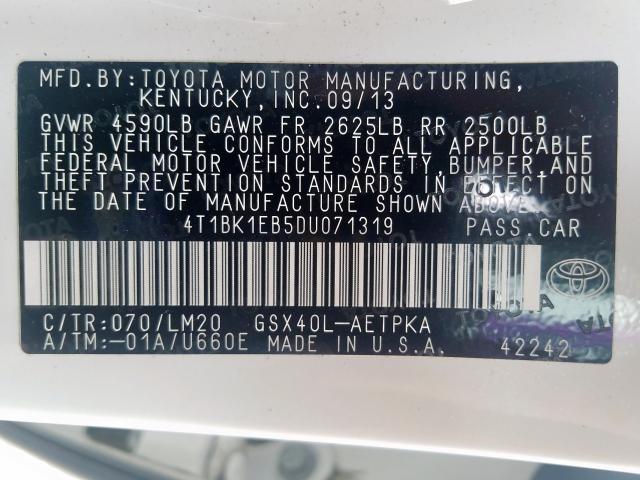 MFD. BY: TOYOTA MOTOR MANUFACTURING,
KENTUCKY, INC. 09/13
GVWR 4590LB GAWR FR 2625LB RR 2500LB
THIS VEHICLE CONFORMS TO ALL APPLICABLE
FEDERAL MOTOR VEHICLE SAFETY, BUMPER, AND
THEFT PREVENTION STANDARDS IN EFFECT ON
THE DATE OF MANUFACTURE SHOWN ABOVE.
4T1BK1EB5DU071319 PASS. CAR
C/TR: 070/LM20 GSX40L-AETPKA
A/TM: -01A/U660E MADE IN U.S.A.
42242
TOYOTA